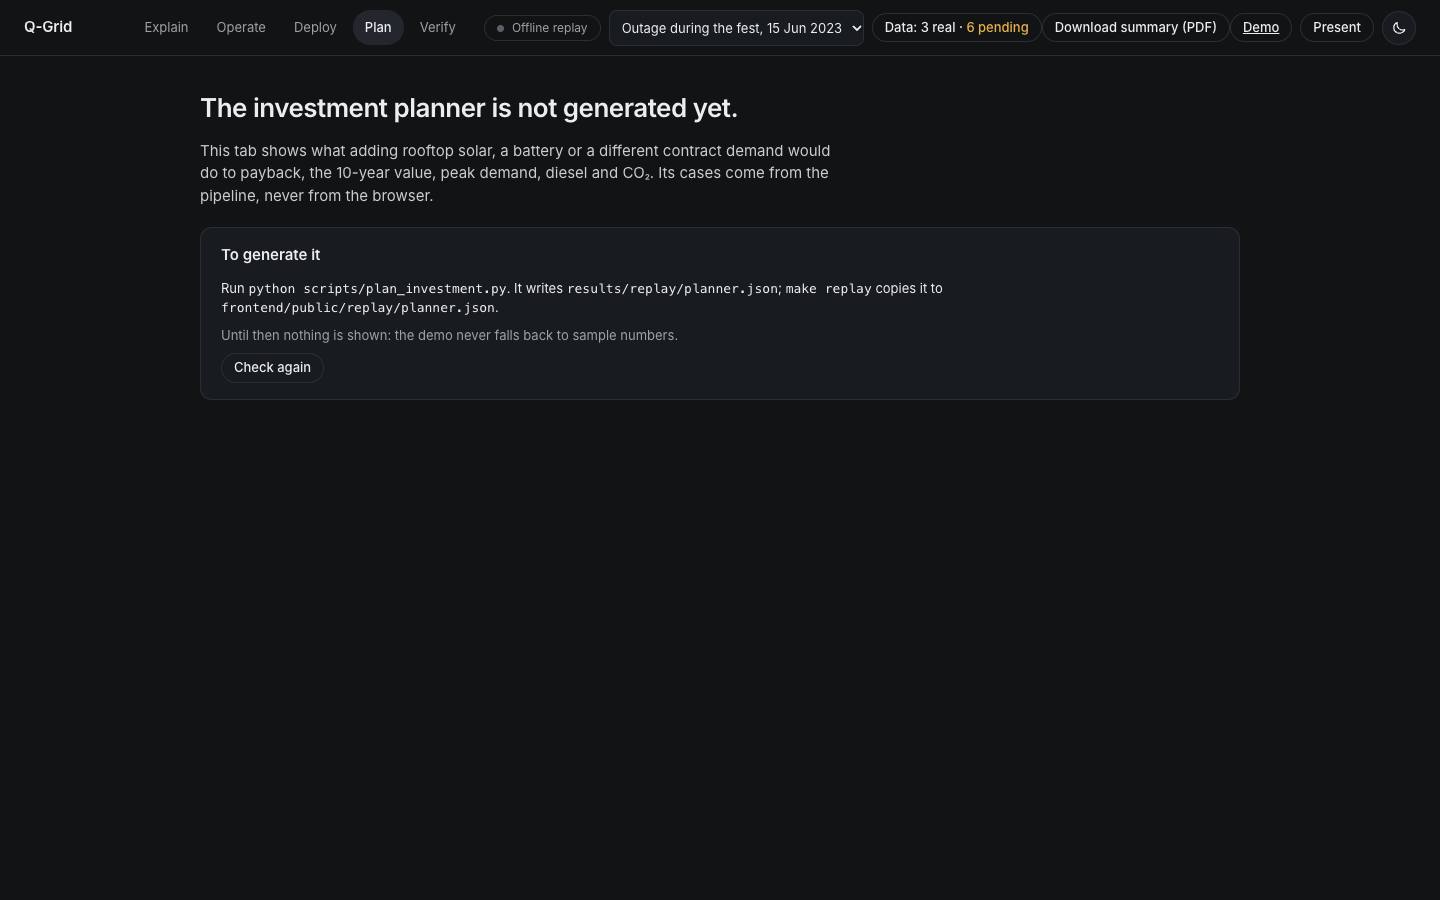 Q-Grid
Explain Operate Deploy Plan Verify Offline replay Outage during the fest, 15 Jun 2023 Data: 3 real · 6 pending Download summary (PDF) Demo Present
The investment planner is not generated yet.
This tab shows what adding rooftop solar, a battery or a different contract demand would
do to payback, the 10-year value, peak demand, diesel and CO₂. Its cases come from the
pipeline, never from the browser.
To generate it
Run python scripts/plan_investment.py. It writes results/replay/planner.json; make replay copies it to
frontend/public/replay/planner.json.
Until then nothing is shown: the demo never falls back to sample numbers.
Check again